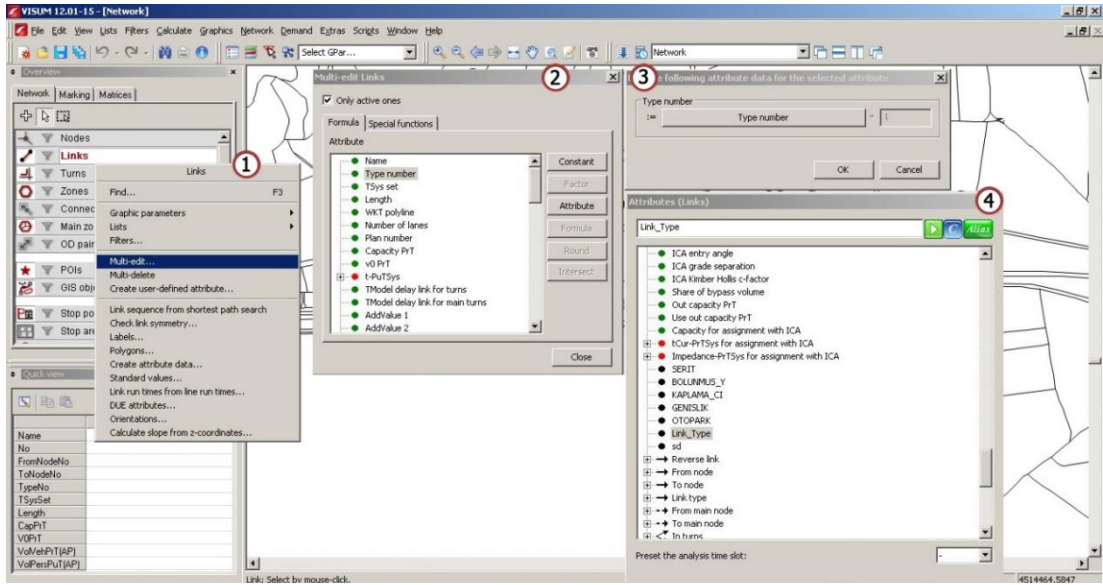 VISUM 12.01-15 - [Network]
File Edit View Lists Filters Calculate Graphics Network Demand Extras Scripts Window Help
Select GPar...
Network
Overview
Network Marking Matrices
Nodes
Links
Turns
Zones
Connec
Main zo
OD pair
POIs
GIS obj
Stop po
Stop are
Quick view
Name
No
FromNodeNo
ToNodeNo
TypeNo
TSysSet
Length
CapPrT
V0PrT
VolVehPrT(AP)
VolPersPuT(AP)
1
Links
Find... F3
Graphic parameters
Lists
Filters...
Multi-edit...
Multi-delete
Create user-defined attribute...
Link sequence from shortest path search
Check link symmetry...
Labels...
Polygons...
Create attribute data...
Standard values...
Link run times from line run times...
DUE attributes...
Orientations...
Calculate slope from z-coordinates...
Multi-edit Links
2
Only active ones
Formula Special functions
Attribute
Name
Type number
TSys set
Length
WKT polyline
Number of lanes
Plan number
Capacity PrT
v0 PrT
t-PuTSys
TModel delay link for turns
TModel delay link for main turns
AddValue 1
AddValue 2
Constant
Factor
Attribute
Formula
Round
Intersect
Close
3
following attribute data for the selected attribute
Type number
:= Type number * 1
OK Cancel
Attributes (Links)
4
Link_Type
Alias
ICA entry angle
ICA grade separation
ICA Kimber Hollis c-factor
Share of bypass volume
Out capacity PrT
Use out capacity PrT
Capacity for assignment with ICA
tCur-PrTSys for assignment with ICA
Impedance-PrTSys for assignment with ICA
SERIT
BOLUNMUS_Y
KAPLAMA_CI
GENISLIK
OTOPARK
Link_Type
sd
Reverse link
From node
To node
Link type
From main node
To main node
In turns
Preset the analysis time slot:
-
Link: Select by mouse-click.
4514464.5847